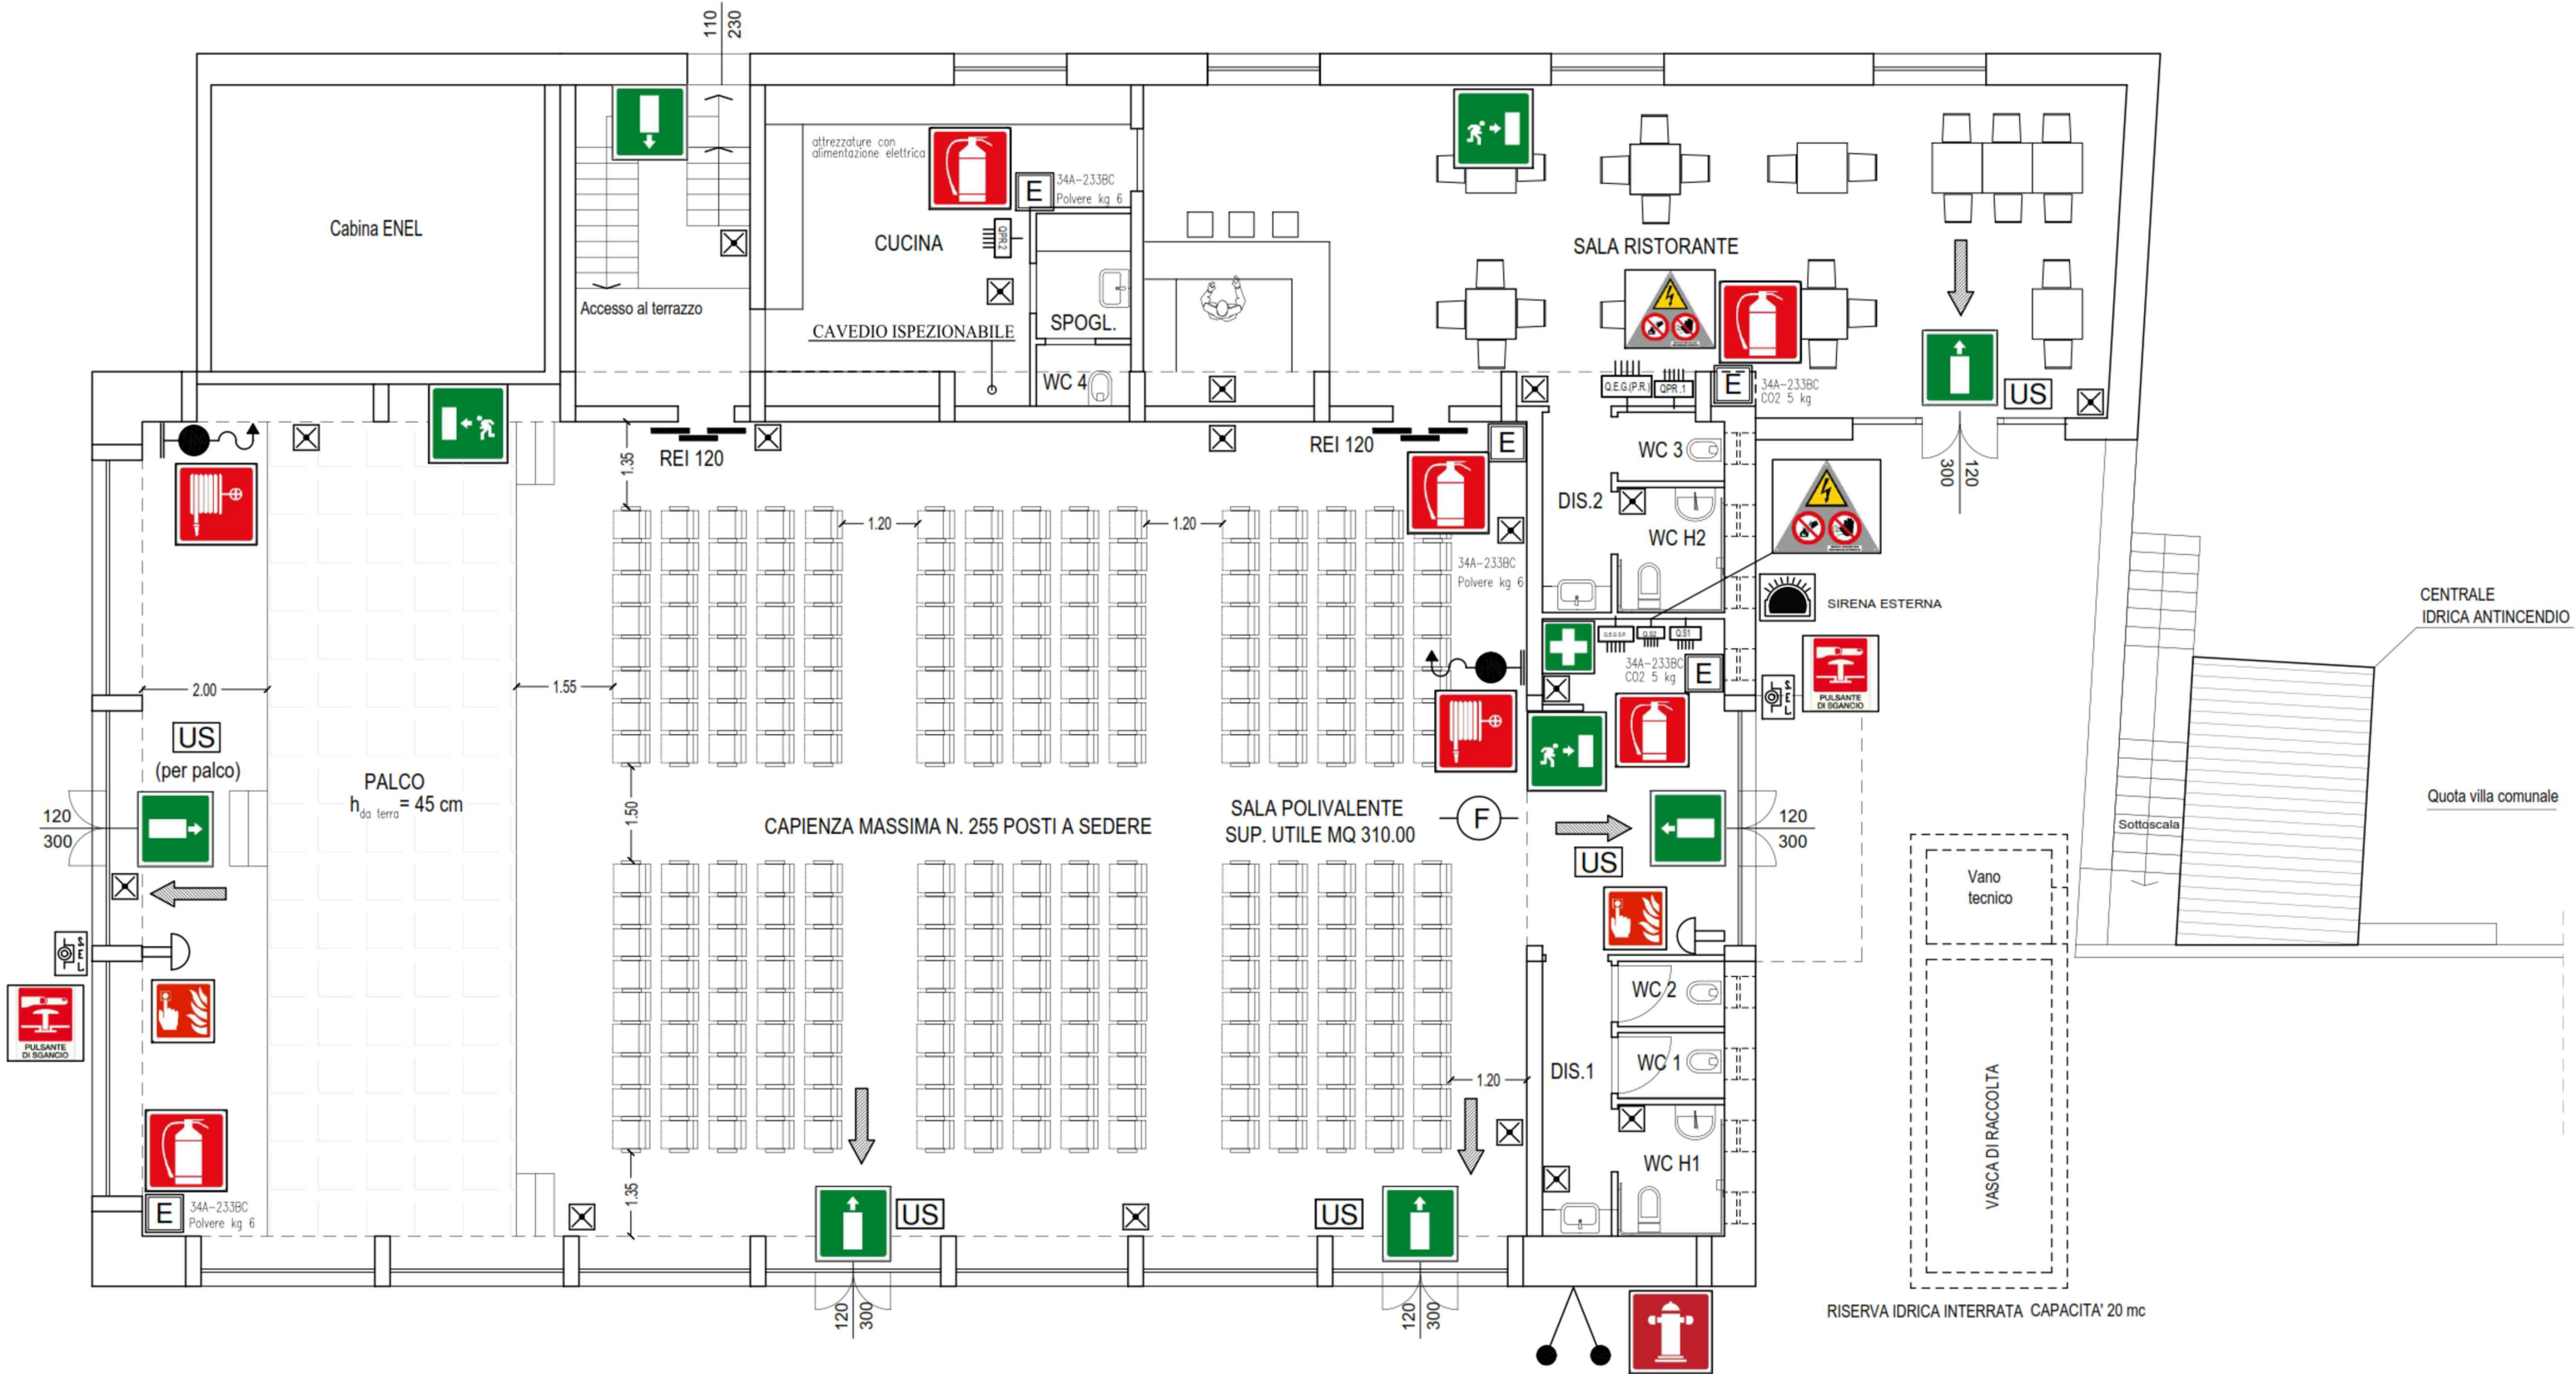 110
230
attrezzature con
alimentazione elettrica
34A-233BC
E
Polvere kg 6
Cabina ENEL
CUCINA
QPR.2
SALA RISTORANTE
Accesso al terrazzo
CAVEDIO ISPEZIONABILE
SPOGL.
WC 4
Q.E.G.(P.R.)
QPR.1
E
34A-233BC
CO2 5 kg
US
REI 120
REI 120
E
1.35
WC 3
120
300
DIS.2
1.20
1.20
WC H2
34A-233BC
Polvere kg 6
SIRENA ESTERNA
CENTRALE
IDRICA ANTINCENDIO
Q.S2
Q.S1
34A-233BC
CO2 5 kg
E
SEL
PULSANTE
DI SGANCIO
2.00
1.55
US
(per palco)
PALCO
h da terra = 45 cm
1.50
CAPIENZA MASSIMA N. 255 POSTI A SEDERE
SALA POLIVALENTE
SUP. UTILE MQ 310.00
F
120
300
120
300
US
Quota villa comunale
Sottoscala
Vano
tecnico
SEL
PULSANTE
DI SGANCIO
WC 2
WC 1
DIS.1
1.20
VASCA DI RACCOLTA
WC H1
1.35
E
34A-233BC
Polvere kg 6
US
US
120
300
120
300
RISERVA IDRICA INTERRATA CAPACITA' 20 mc